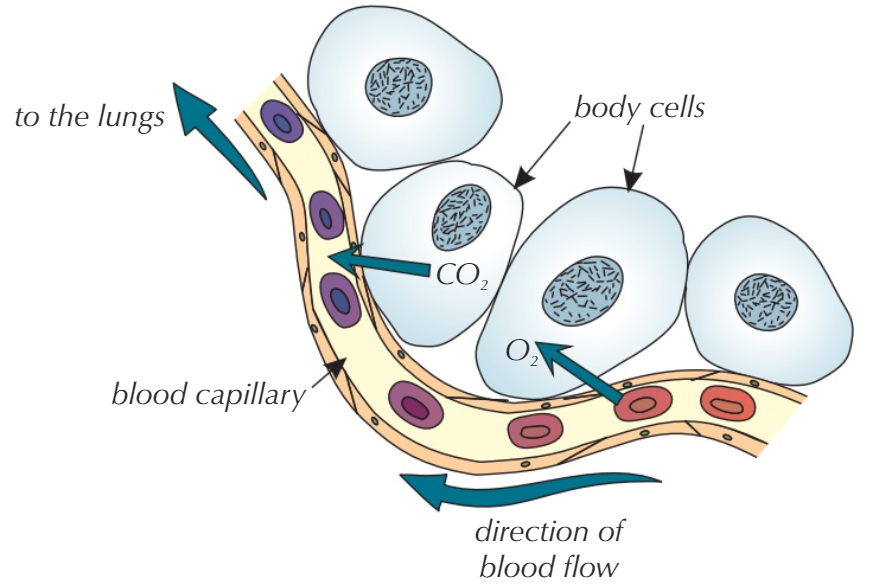 to the lungs
body cells
CO₂
O₂
blood capillary
direction of
blood flow